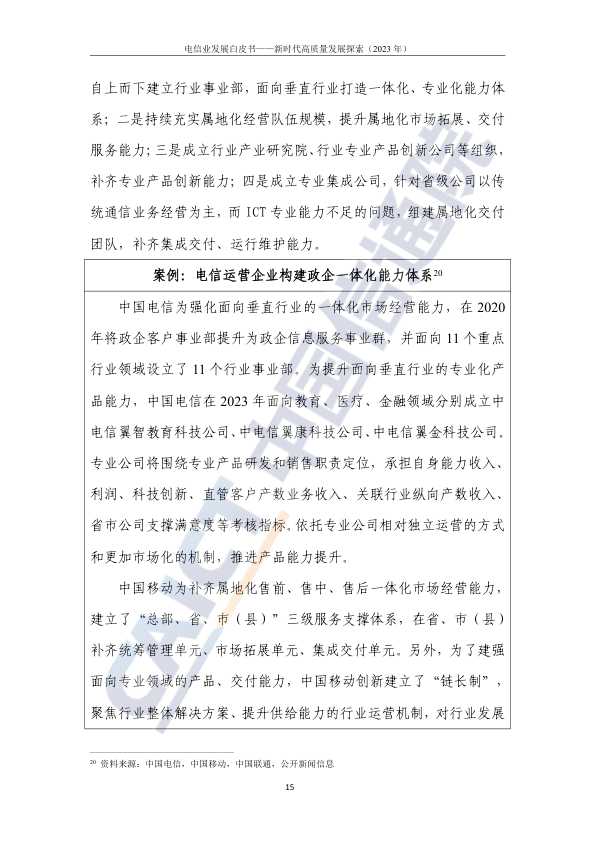 电信业发展白皮书——新时代高质量发展探索（2023 年）
自上而下建立行业事业部，面向垂直行业打造一体化、专业化能力体
系；二是持续充实属地化经营队伍规模，提升属地化市场拓展、交付
服务能力；三是成立行业产业研究院、行业专业产品创新公司等组织，
补齐专业产品创新能力；四是成立专业集成公司，针对省级公司以传
统通信业务经营为主，而 ICT 专业能力不足的问题，组建属地化交付
团队，补齐集成交付、运行维护能力。
案例：电信运营企业构建政企一体化能力体系20
中国电信为强化面向垂直行业的一体化市场经营能力，在 2020
年将政企客户事业部提升为政企信息服务事业群，并面向 11 个重点
行业领域设立了 11 个行业事业部。为提升面向垂直行业的专业化产
品能力，中国电信在 2023 年面向教育、医疗、金融领域分别成立中
电信翼智教育科技公司、中电信翼康科技公司、中电信翼金科技公司。
专业公司将围绕专业产品研发和销售职责定位，承担自身能力收入、
利润、科技创新、直管客户产数业务收入、关联行业纵向产数收入、
省市公司支撑满意度等考核指标。依托专业公司相对独立运营的方式
和更加市场化的机制，推进产品能力提升。
中国移动为补齐属地化售前、售中、售后一体化市场经营能力，
建立了“总部、省、市（县）”三级服务支撑体系，在省、市（县）
补齐统筹管理单元、市场拓展单元、集成交付单元。另外，为了建强
面向专业领域的产品、交付能力，中国移动创新建立了“链长制”，
聚焦行业整体解决方案、提升供给能力的行业运营机制，对行业发展
20 资料来源：中国电信，中国移动，中国联通，公开新闻信息
15
CAICT 中国信通院